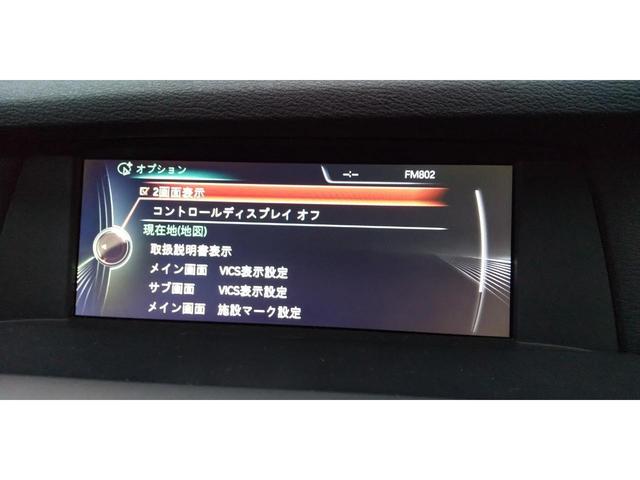 オプション
--:-- FM802
2画面表示
コントロールディスプレイ オフ
現在地(地図)
取扱説明書表示
メイン画面 VICS表示設定
サブ画面 VICS表示設定
メイン画面 施設マーク設定